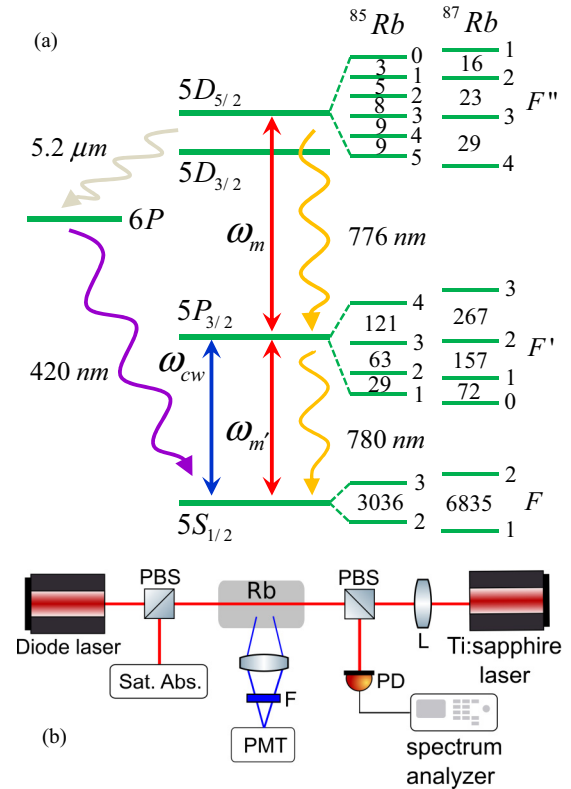 (a)
⁸⁵Rb
⁸⁷Rb
5D₅/₂
0
3
1
5
2
8
3
9
4
9
5
1
16
2
23
3
29
4
F"
5.2 μm
5D₃/₂
6P
ωₘ
776 nm
5P₃/₂
4
121
3
63
2
29
1
3
267
2
157
1
72
0
F'
420 nm
ω_cw
ω_m'
780 nm
5S₁/₂
3
3036
2
2
6835
1
F
PBS
Rb
PBS
Diode laser
L
Ti:sapphire
laser
Sat. Abs.
F
PD
PMT
spectrum
analyzer
(b)